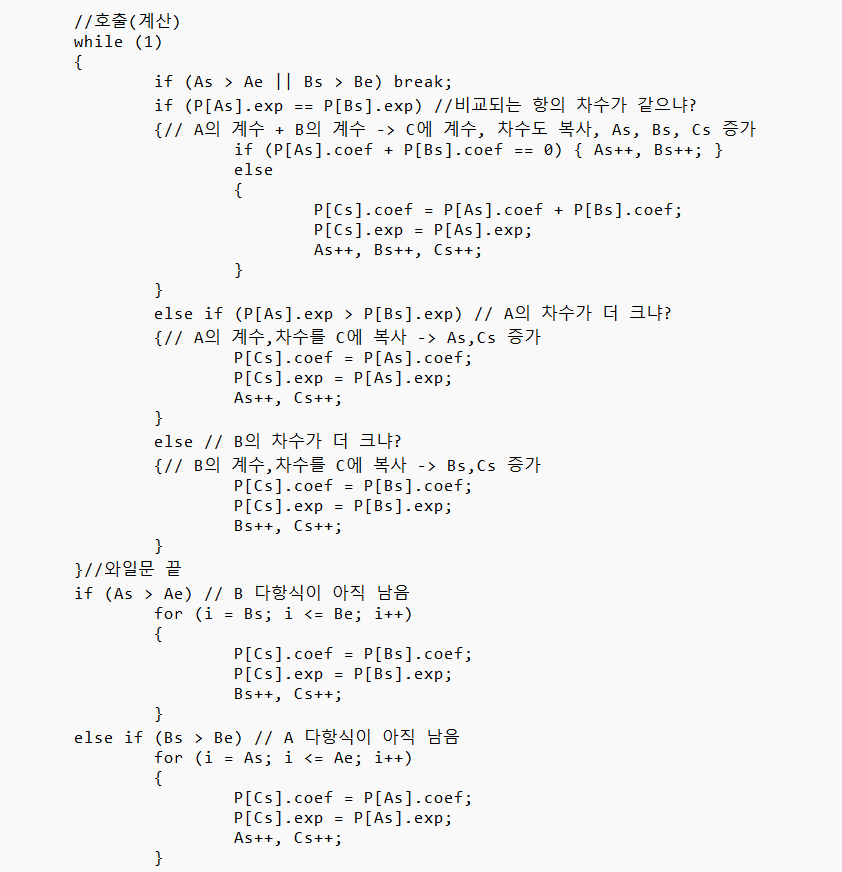 //호출(계산)
while (1)
{
if (As > Ae || Bs > Be) break;
if (P[As].exp == P[Bs].exp) //비교되는 항의 차수가 같으냐?
{// A의 계수 + B의 계수 -> C에 계수, 차수도 복사, As, Bs, Cs 증가
if (P[As].coef + P[Bs].coef == 0) { As++, Bs++; }
else
{
P[Cs].coef = P[As].coef + P[Bs].coef;
P[Cs].exp = P[As].exp;
As++, Bs++, Cs++;
}
}
else if (P[As].exp > P[Bs].exp) // A의 차수가 더 크냐?
{// A의 계수,차수를 C에 복사 -> As,Cs 증가
P[Cs].coef = P[As].coef;
P[Cs].exp = P[As].exp;
As++, Cs++;
}
else // B의 차수가 더 크냐?
{// B의 계수,차수를 C에 복사 -> Bs,Cs 증가
P[Cs].coef = P[Bs].coef;
P[Cs].exp = P[Bs].exp;
Bs++, Cs++;
}
}//와일문 끝
if (As > Ae) // B 다항식이 아직 남음
for (i = Bs; i <= Be; i++)
{
P[Cs].coef = P[Bs].coef;
P[Cs].exp = P[Bs].exp;
Bs++, Cs++;
}
else if (Bs > Be) // A 다항식이 아직 남음
for (i = As; i <= Ae; i++)
{
P[Cs].coef = P[As].coef;
P[Cs].exp = P[As].exp;
As++, Cs++;
}